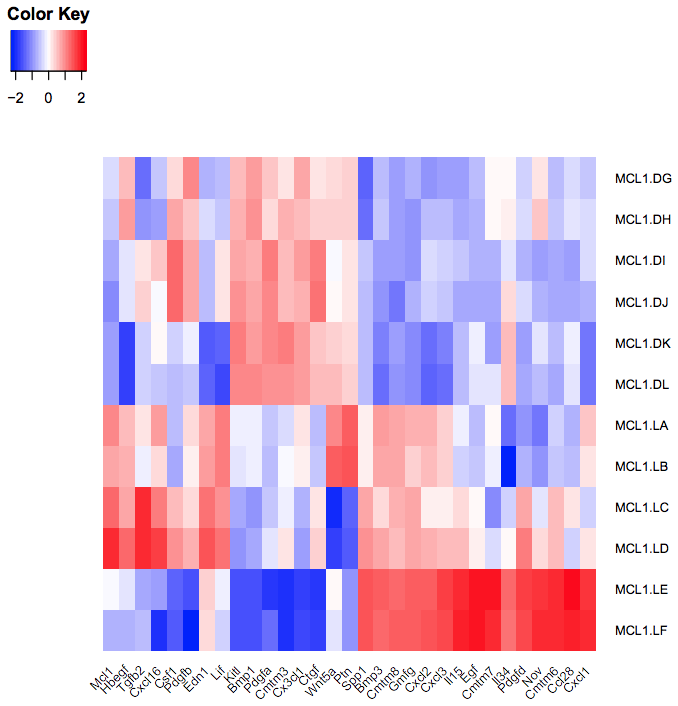 Color Key
−2 0 2
MCL1.DG
MCL1.DH
MCL1.DI
MCL1.DJ
MCL1.DK
MCL1.DL
MCL1.LA
MCL1.LB
MCL1.LC
MCL1.LD
MCL1.LE
MCL1.LF
Mcl1
Hbegf
Tgfb2
Cxcl16
Csf1
Pdgfb
Edn1
Lif
Kitl
Bmp1
Pdgfa
Cmtm3
Cx3cl1
Ctgf
Wnt5a
Ptn
Spp1
Bmp3
Cmtm8
Gmfg
Cxcl2
Cxcl3
Il15
Egf
Cmtm7
Il34
Pdgfd
Nov
Cmtm6
Ccl28
Cxcl1